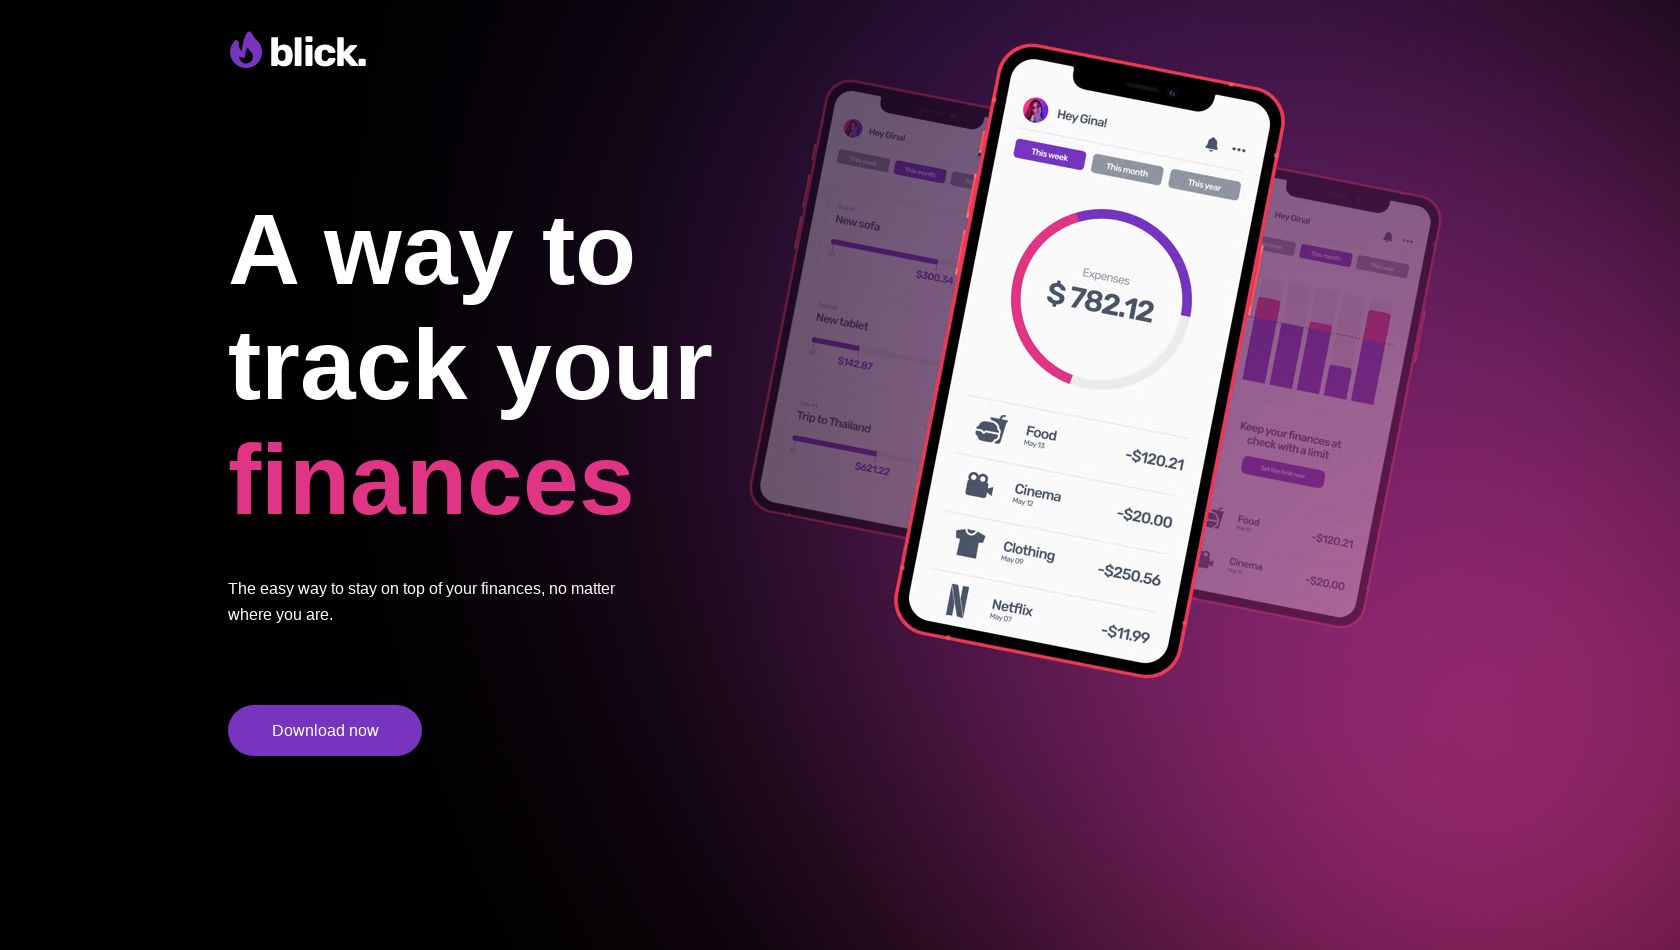 blick.
A way to
track your
finances
The easy way to stay on top of your finances, no matter
where you are.
Download now
Hey Gina!
This week
This month
New sofa
$300.34
New tablet
$142.87
Trip to Thailand
$621.22
Hey Gina!
This week
This month
This year
Expenses
$ 782.12
Food
May 13
-$120.21
Cinema
May 12
-$20.00
Clothing
May 09
-$250.56
Netflix
May 07
-$11.99
Hey Gina!
week
This month
This year
Keep your finances at
check with a limit
Set the limit now
Food
May 13
-$120.21
Cinema
May 12
-$20.00